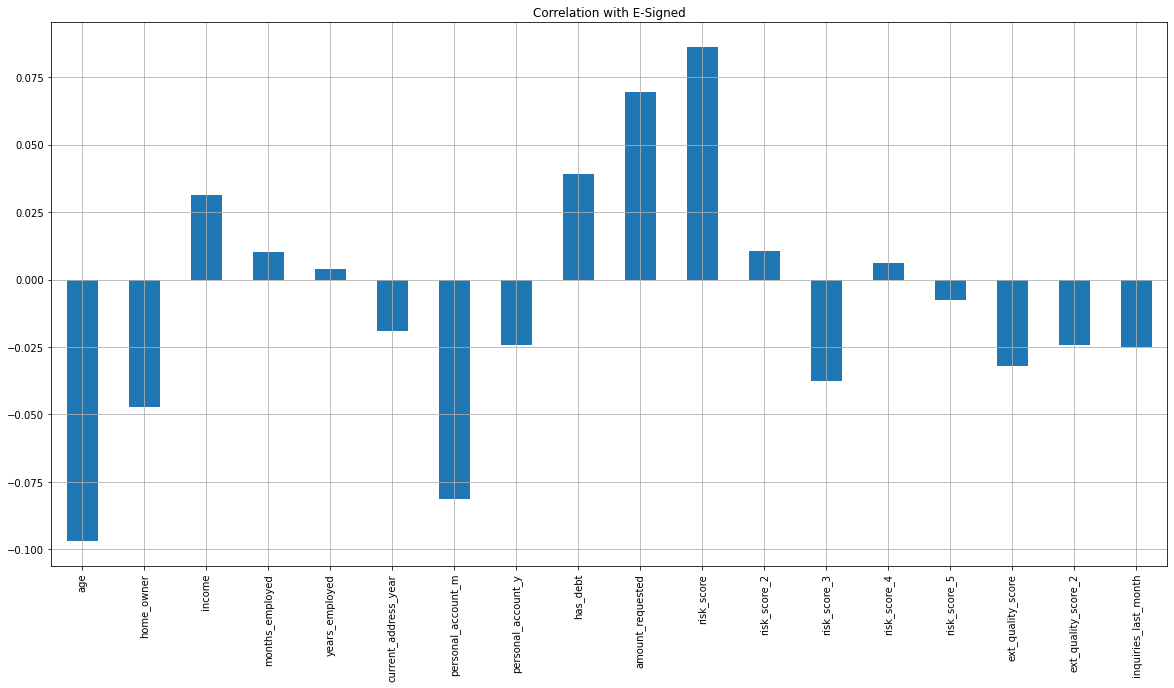 Correlation with E-Signed
0.075
0.050
0.025
0.000
−0.025
−0.050
−0.075
−0.100
age
home_owner
income
months_employed
years_employed
current_address_year
personal_account_m
personal_account_y
has_debt
amount_requested
risk_score
risk_score_2
risk_score_3
risk_score_4
risk_score_5
ext_quality_score
ext_quality_score_2
inquiries_last_month